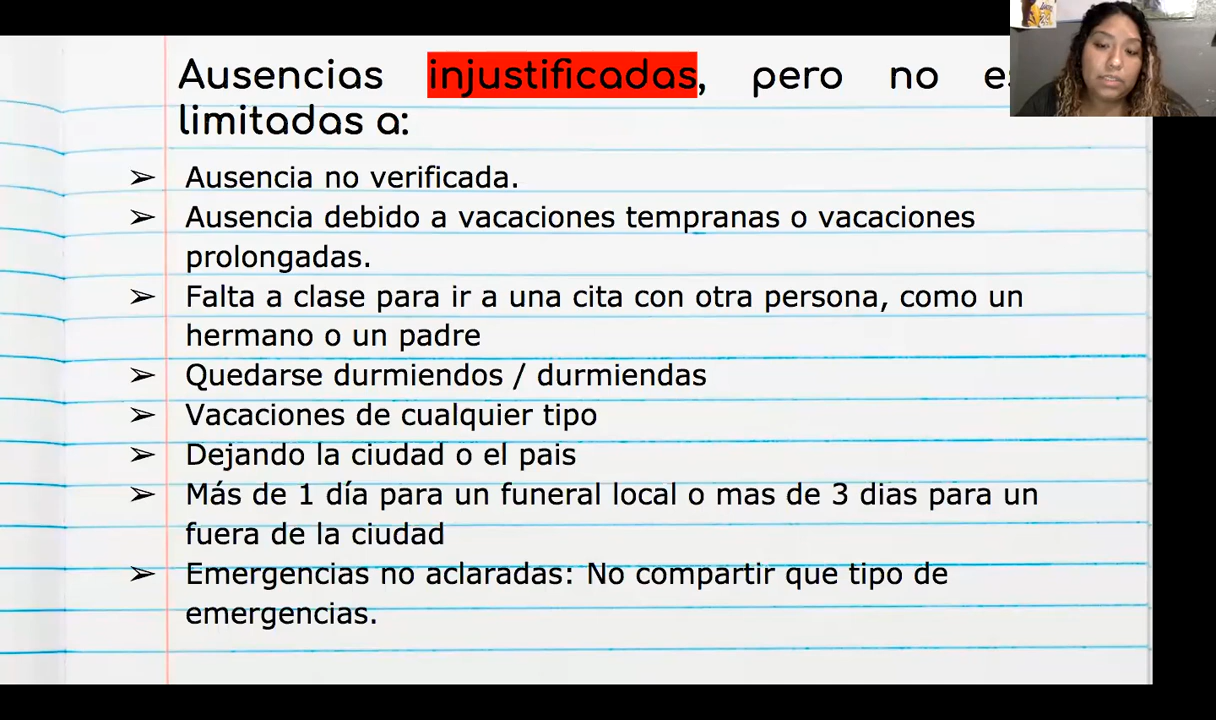 Ausencias injustificadas, pero no
limitadas a:
➢ Ausencia no verificada.
➢ Ausencia debido a vacaciones tempranas o vacaciones
prolongadas.
➢ Falta a clase para ir a una cita con otra persona, como un
hermano o un padre
➢ Quedarse durmiendos / durmiendas
➢ Vacaciones de cualquier tipo
➢ Dejando la ciudad o el pais
➢ Más de 1 día para un funeral local o mas de 3 dias para un
fuera de la ciudad
➢ Emergencias no aclaradas: No compartir que tipo de
emergencias.